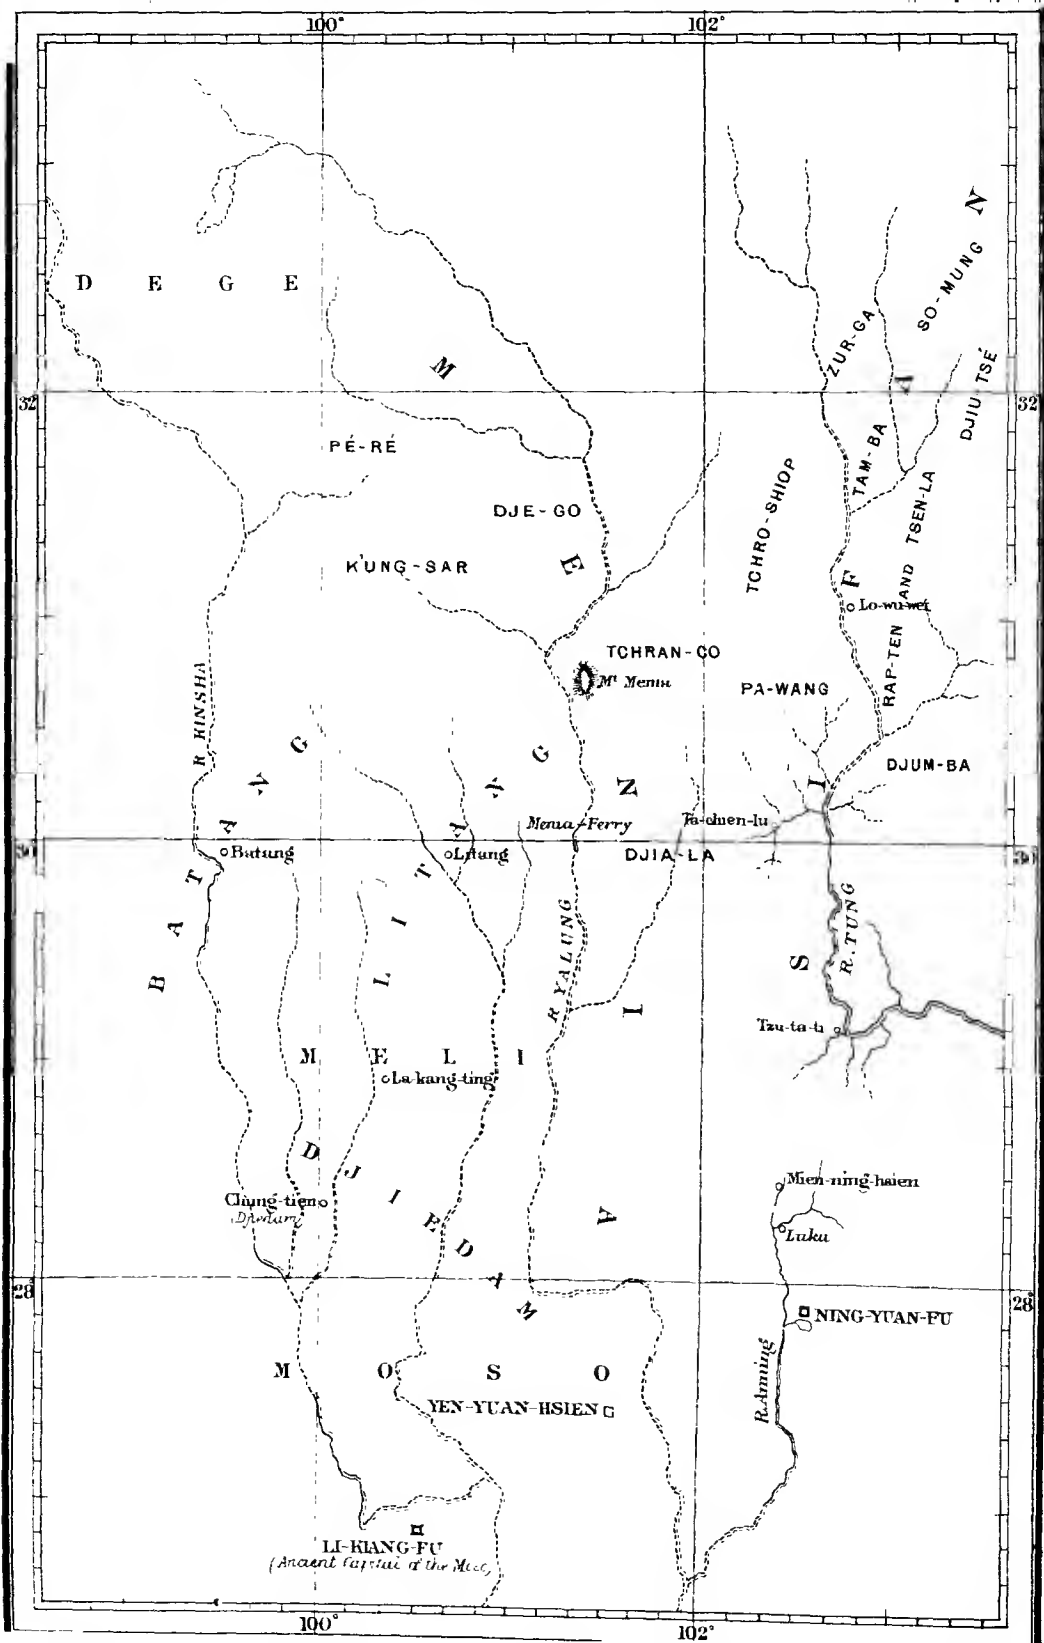 100° 102°
D E G E
M E N I A
S I F A N
SO-MUNG
ZUR-GA
DJIU TSÉ
32 32
PÉ-RÉ
TAM-BA
TCHRO-SHIOP
DJE-GO
K'UNG-SAR
RAP-TEN AND TSEN-LA
Lo-wu-wei
TCHRAN-GO
Mt Menia
PA-WANG
R KINSHA
DJUM-BA
B A T A N G
L I T A N G
Menia-Ferry
Ta-chien-lu
30
Batang
Litang
DJIA-LA
R YALUNG
R. TUNG
Tzu-ta-ti
M E L I
La-kang-ting
D J I E D A M
Mien-ning-hsien
Chung-tien
Luku
28 28°
NING-YUAN-FU
M O S O
R. Anning
YEN-YUAN-HSIEN
LI-KIANG-FU
(Ancient Capital of the
100° 102°